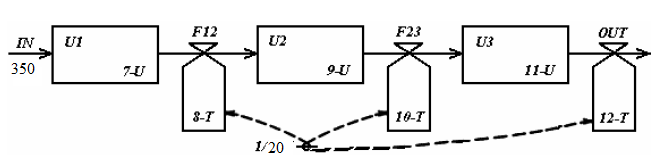 IN
350
U1
7-U
F12
8-T
U2
9-U
F23
10-T
U3
11-U
OUT
12-T
1/20